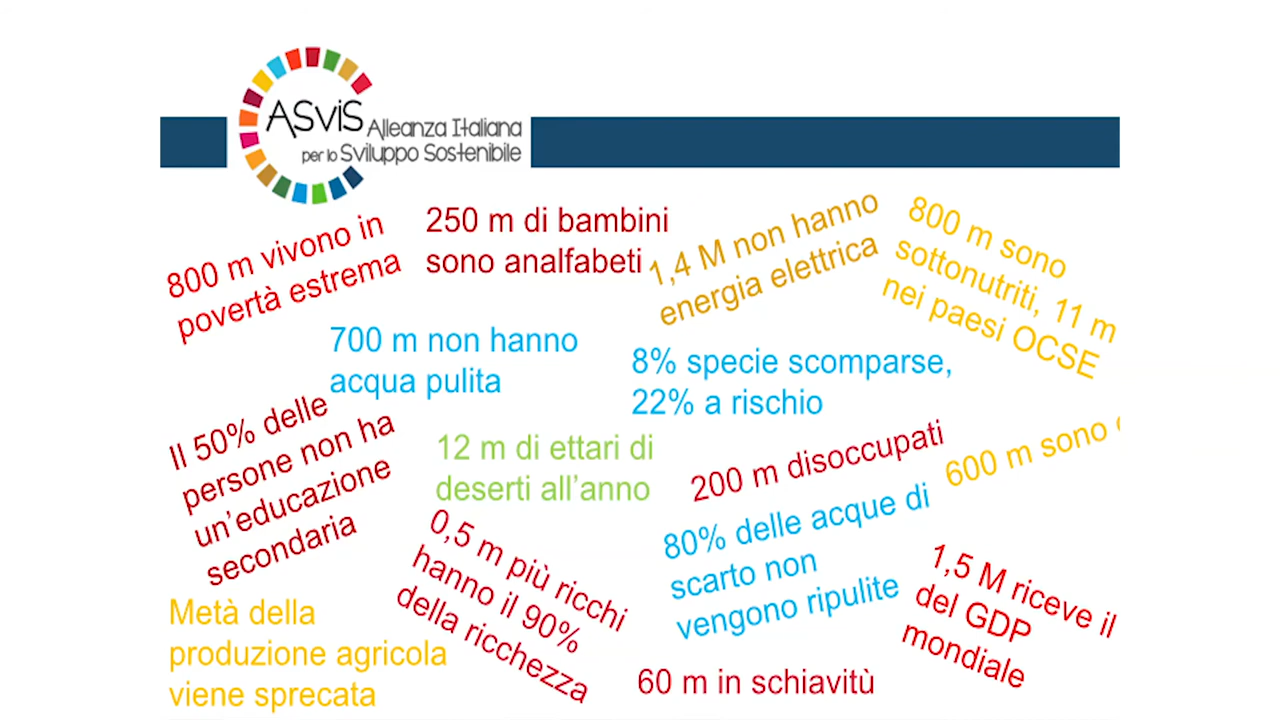 ASviS Alleanza Italiana
per lo Sviluppo Sostenibile
800 m vivono in
povertà estrema
250 m di bambini
sono analfabeti
1,4 M non hanno
energia elettrica
800 m sono
sottonutriti, 11 m
nei paesi OCSE
700 m non hanno
acqua pulita
8% specie scomparse,
22% a rischio
Il 50% delle
persone non ha
un'educazione
secondaria
12 m di ettari di
deserti all'anno
200 m disoccupati
600 m sono
80% delle acque di
scarto non
vengono ripulite
0,5 m più ricchi
hanno il 90%
della ricchezza
1,5 M riceve il
del GDP
mondiale
Metà della
produzione agricola
viene sprecata
60 m in schiavitù